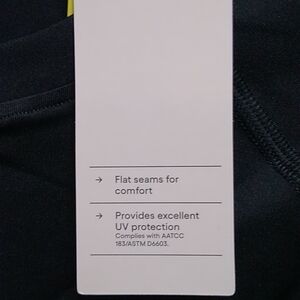 → Flat seams for
comfort
→ Provides excellent
UV protection
Complies with AATCC
183/ASTM D6603.